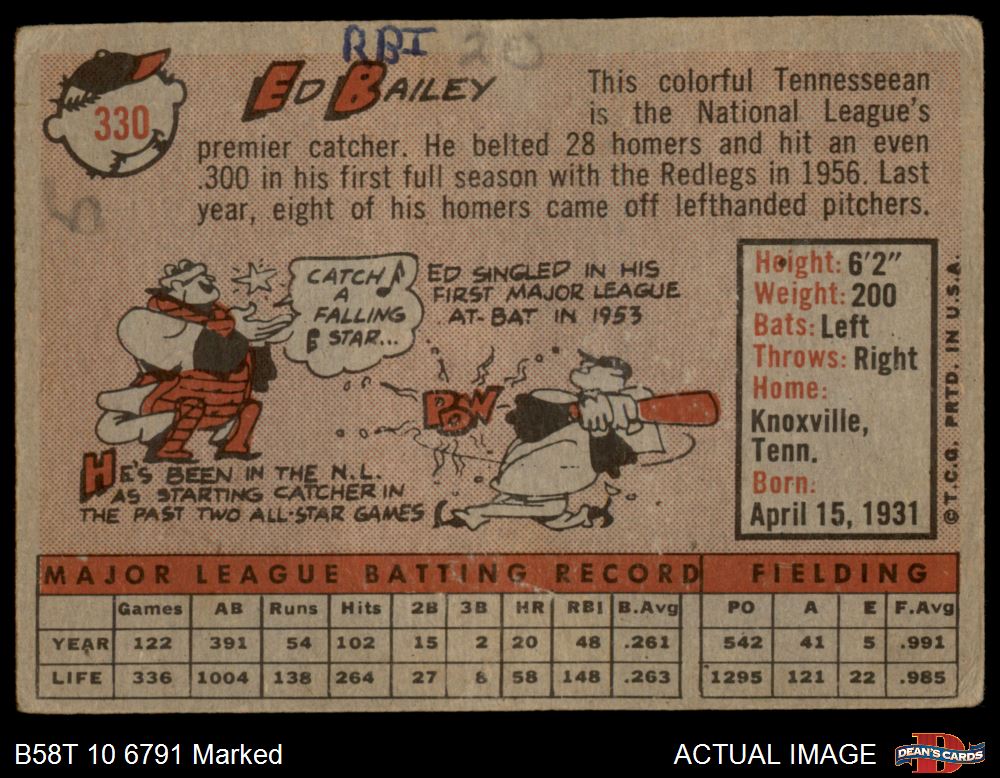 RBI 20
330
ED BAILEY
This colorful Tennesseean
is the National League's
premier catcher. He belted 28 homers and hit an even
.300 in his first full season with the Redlegs in 1956. Last
year, eight of his homers came off lefthanded pitchers.
5
CATCH
A
FALLING
STAR...
ED SINGLED IN HIS
FIRST MAJOR LEAGUE
AT-BAT IN 1953
POW
HE'S BEEN IN THE N.L.
AS STARTING CATCHER IN
THE PAST TWO ALL-STAR GAMES
Height: 6'2"
Weight: 200
Bats: Left
Throws: Right
Home:
Knoxville,
Tenn.
Born:
April 15, 1931
© T.C.G. PRTD. IN U.S.A.
MAJOR LEAGUE BATTING RECORD FIELDING
Games AB Runs Hits 2B 3B HR RBI B.Avg PO A E F.Avg
YEAR 122 391 54 102 15 2 20 48 .261 542 41 5 .991
LIFE 336 1004 138 264 27 6 58 148 .263 1295 121 22 .985
B58T 10 6791 Marked
ACTUAL IMAGE
DEAN'S CARDS